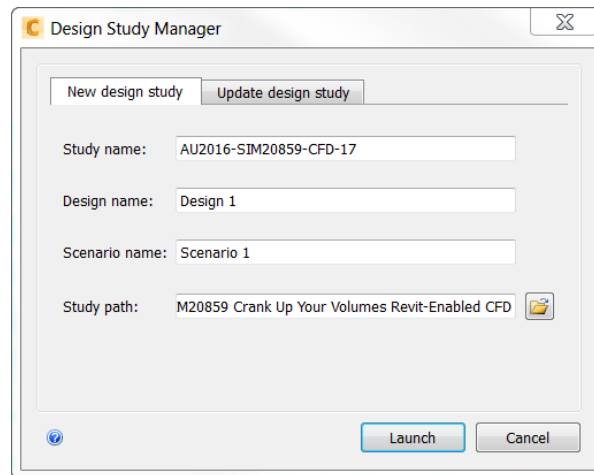 Design Study Manager
New design study Update design study
Study name: AU2016-SIM20859-CFD-17
Design name: Design 1
Scenario name: Scenario 1
Study path: M20859 Crank Up Your Volumes Revit-Enabled CFD
Launch Cancel